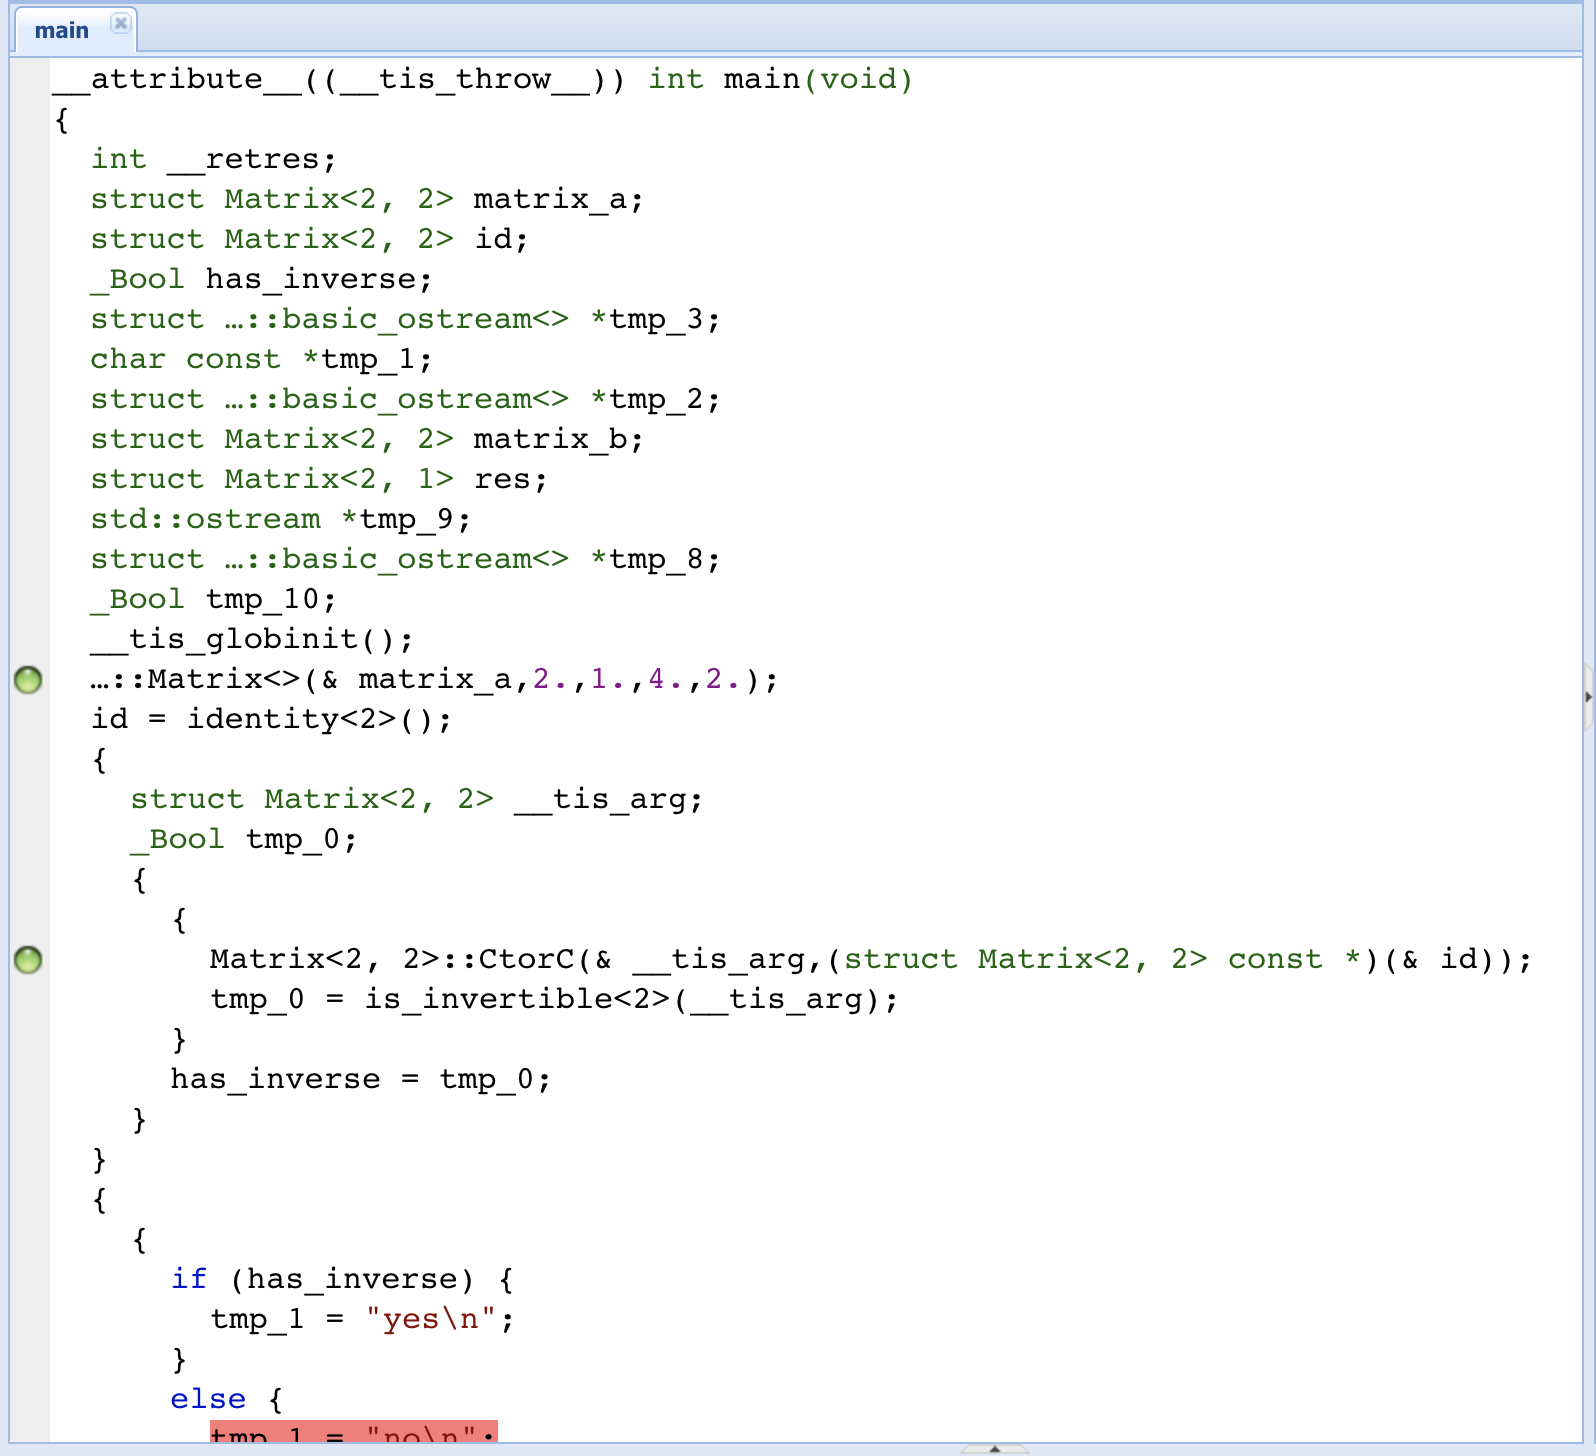 main
__attribute__((__tis_throw__)) int main(void)
{
  int __retres;
  struct Matrix<2, 2> matrix_a;
  struct Matrix<2, 2> id;
  _Bool has_inverse;
  struct …::basic_ostream<> *tmp_3;
  char const *tmp_1;
  struct …::basic_ostream<> *tmp_2;
  struct Matrix<2, 2> matrix_b;
  struct Matrix<2, 1> res;
  std::ostream *tmp_9;
  struct …::basic_ostream<> *tmp_8;
  _Bool tmp_10;
  __tis_globinit();
  …::Matrix<>(& matrix_a,2.,1.,4.,2.);
  id = identity<2>();
  {
    struct Matrix<2, 2> __tis_arg;
    _Bool tmp_0;
    {
      {
        Matrix<2, 2>::CtorC(& __tis_arg,(struct Matrix<2, 2> const *)(& id));
        tmp_0 = is_invertible<2>(__tis_arg);
      }
      has_inverse = tmp_0;
    }
  }
  {
    {
      if (has_inverse) {
        tmp_1 = "yes\n";
      }
      else {
        tmp_1 = "no\n";